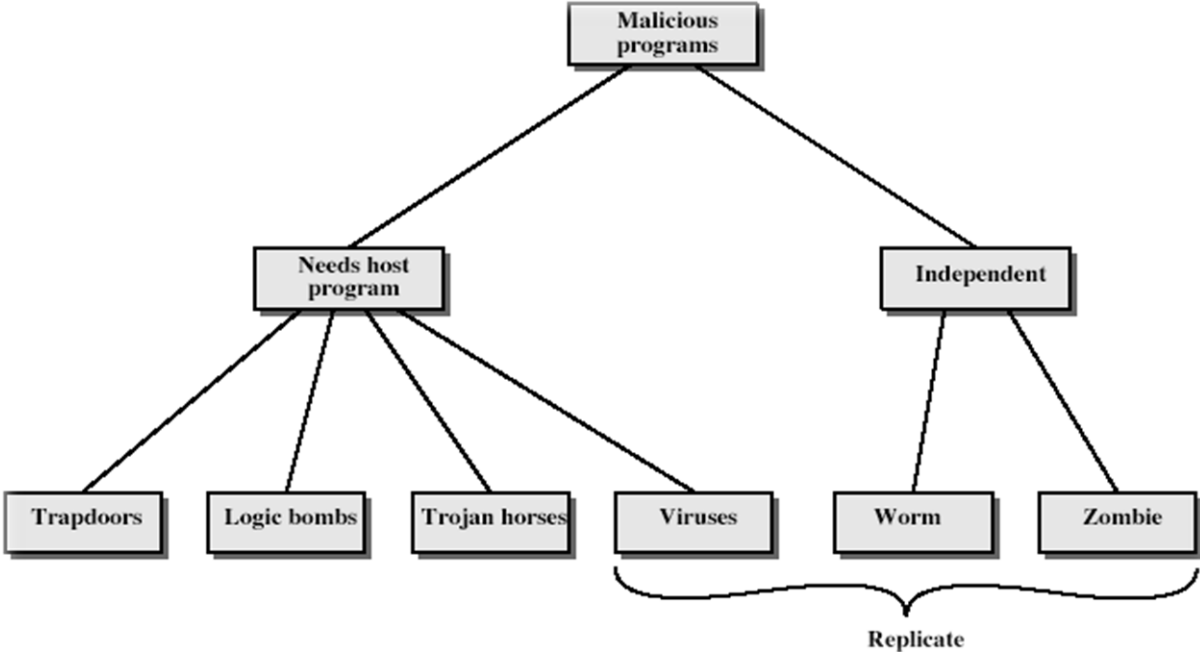 Malicious
programs
Needs host
program
Independent
Trapdoors
Logic bombs
Trojan horses
Viruses
Worm
Zombie
Replicate